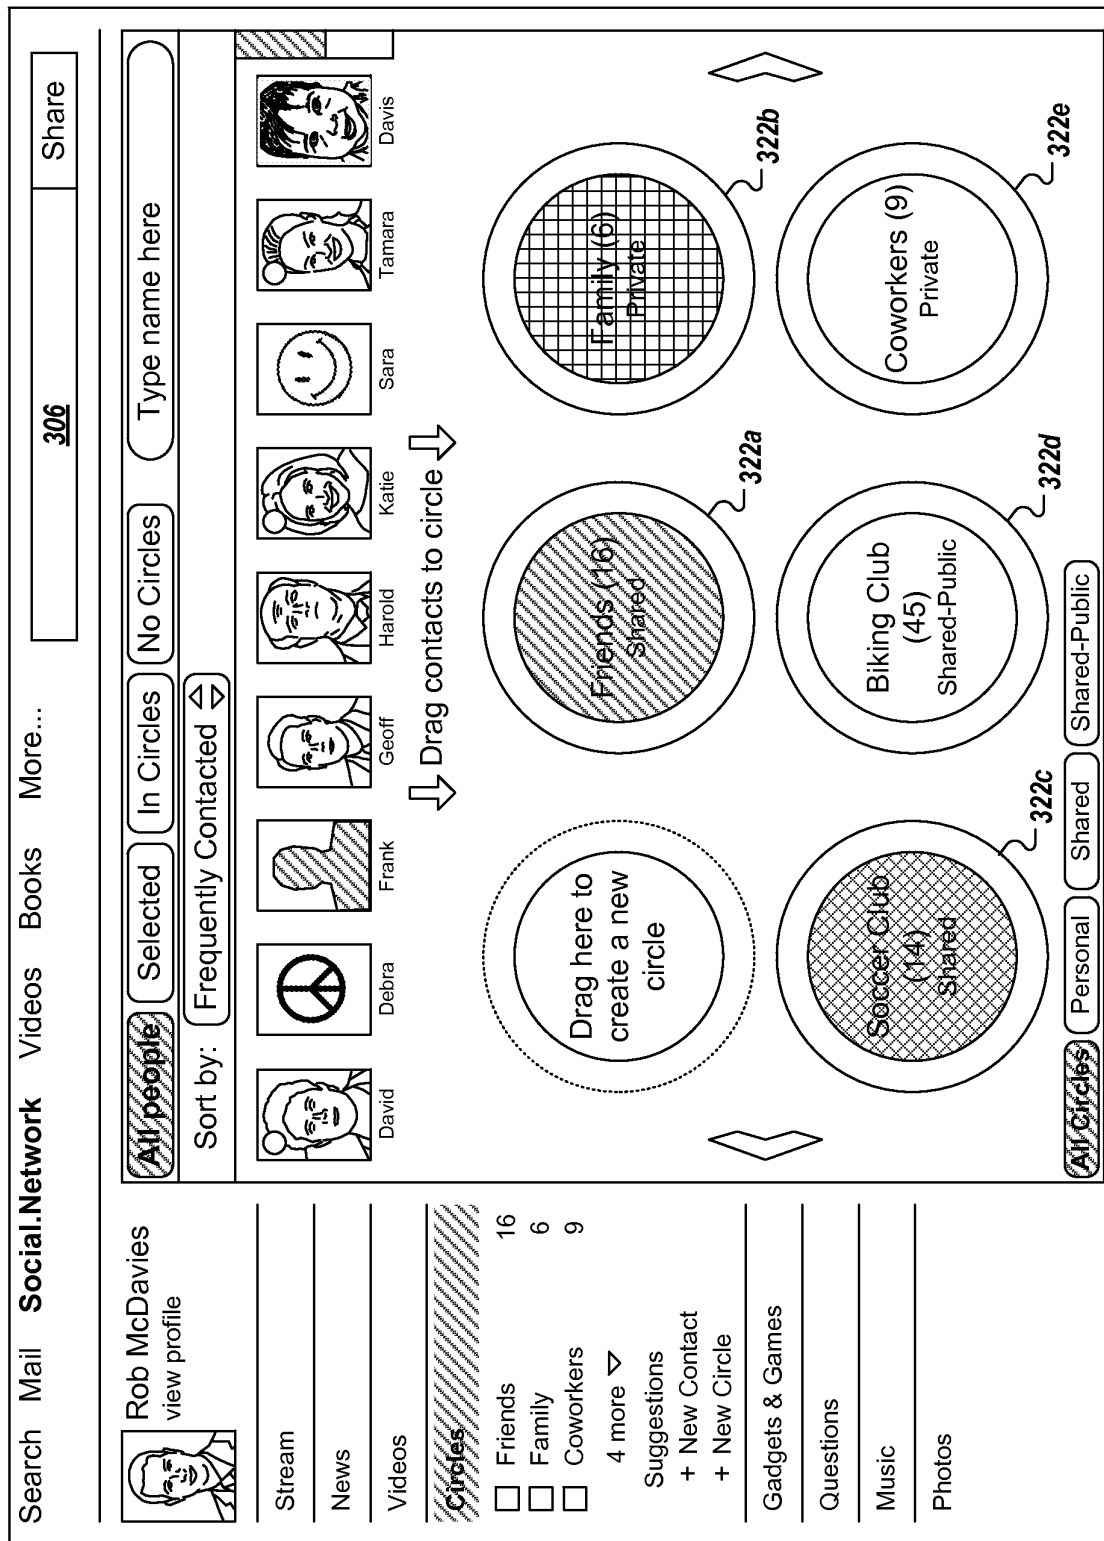 Search Mail Social.Network Videos Books More...
306 Share
Rob McDavies
view profile
Stream
News
Videos
Circles
Friends 16
Family 6
Coworkers 9
4 more
Suggestions
+ New Contact
+ New Circle
Gadgets & Games
Questions
Music
Photos
All people Selected In Circles No Circles Type name here
Sort by: Frequently Contacted
David Debra Frank Geoff Harold Katie Sara Tamara Davis
Drag contacts to circle
Drag here to
create a new
circle
Friends (16)
Shared
322a
Family (6)
Private
322b
Soccer Club
(14)
Shared
322c
Biking Club
(45)
Shared-Public
322d
Coworkers (9)
Private
322e
All Circles Personal Shared Shared-Public